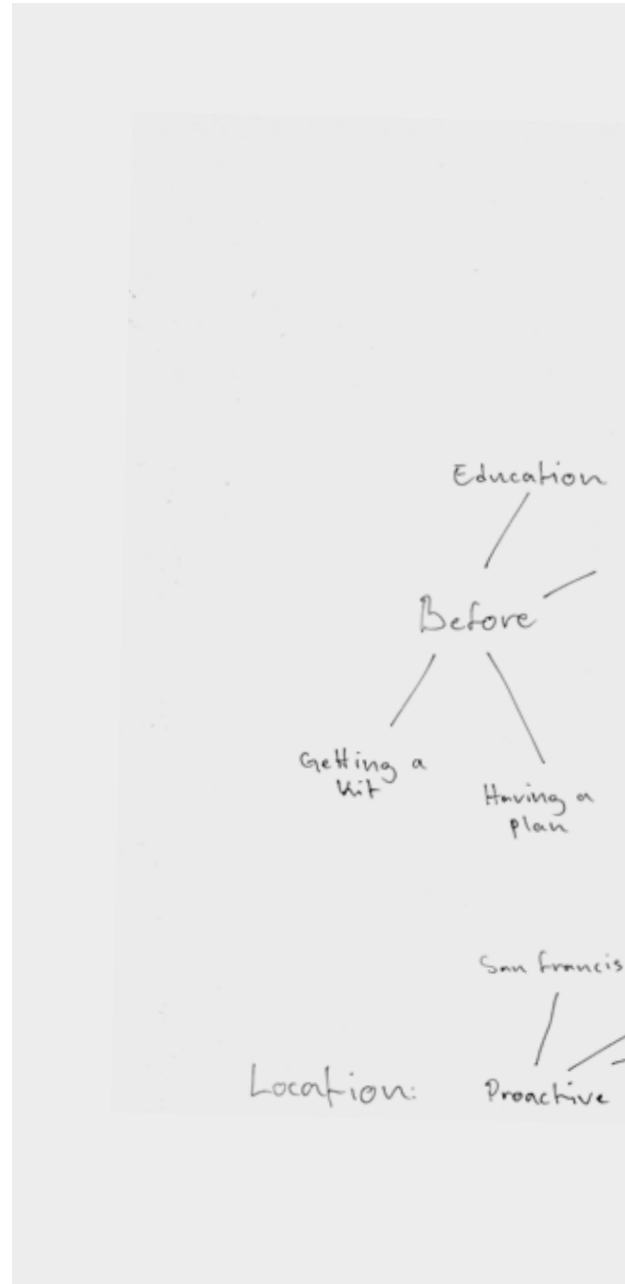 Education
Before
Getting a
Kit
Having a
plan
San Francis
Location:
Proactive